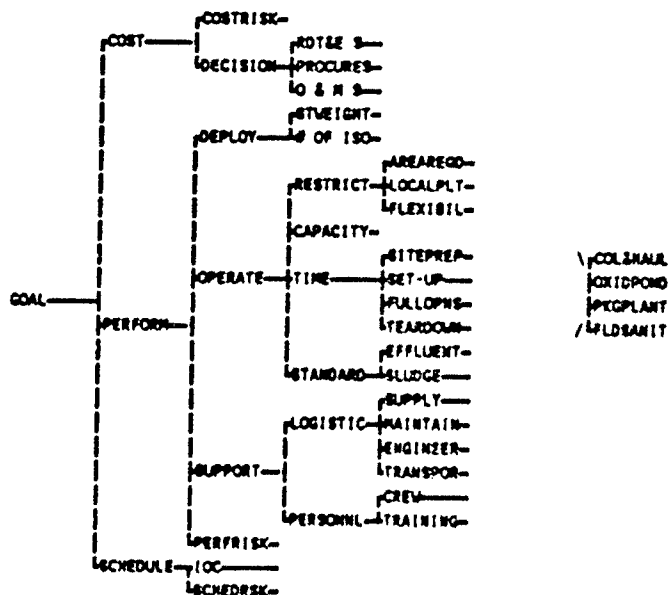 COSTRISK
COST
RDT&E $
DECISION PROCURE$
O & M $
STWEIGHT
DEPLOY # OF ISO
AREAREQD
RESTRICT LOCALPLT
FLEXIBIL
CAPACITY
SITEPREP \ COL&HAUL
OPERATE TIME SET-UP OXIDPOND
GOAL FULLOPNS PKGPLANT
PERFORM TEARDOWN / FLDSANIT
EFFLUENT
STANDARD SLUDGE
SUPPLY
LOGISTIC MAINTAIN
ENGINEER
SUPPORT TRANSPOR
CREW
PERSONNL TRAINING
PERFRISK
SCHEDULE IOC
SCHEDRSK